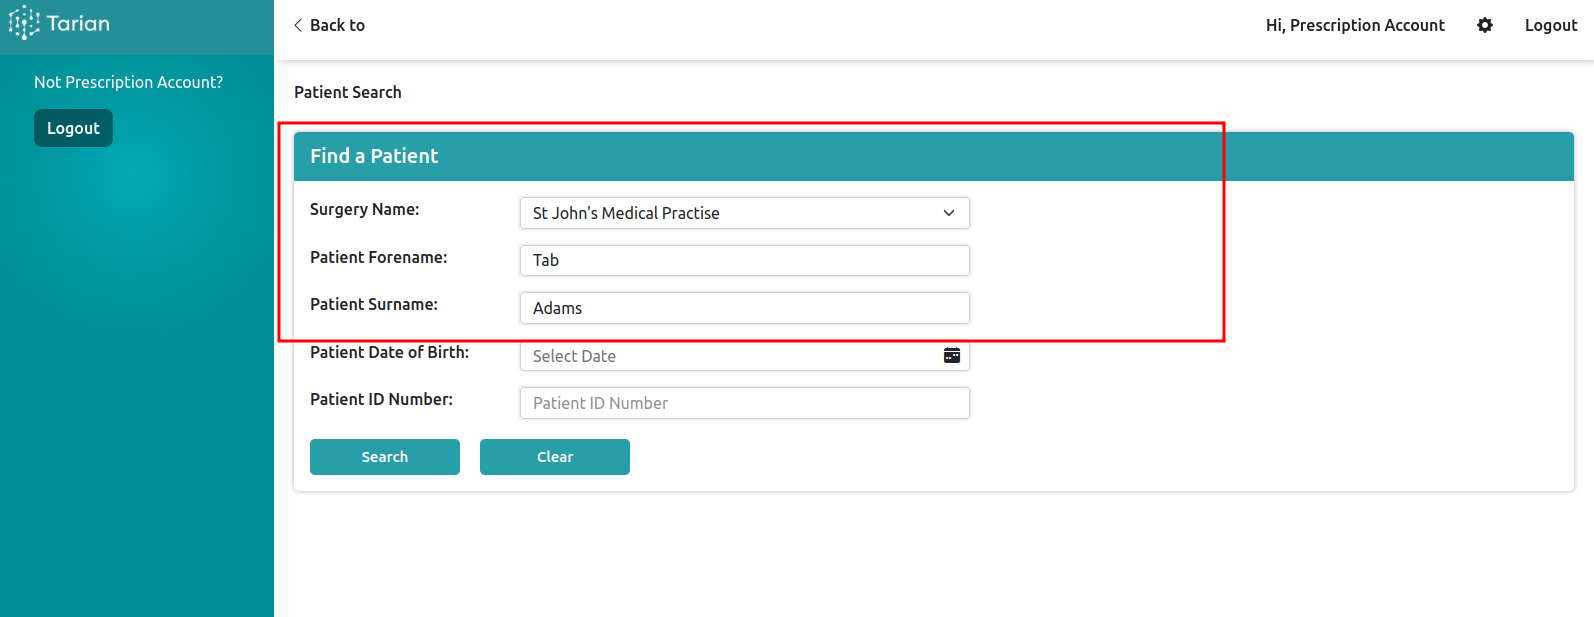 Tarian
Back to
Hi, Prescription Account
Logout
Not Prescription Account?
Logout
Patient Search
Find a Patient
Surgery Name:
St John's Medical Practise
Patient Forename:
Tab
Patient Surname:
Adams
Patient Date of Birth:
Select Date
Patient ID Number:
Patient ID Number
Search
Clear